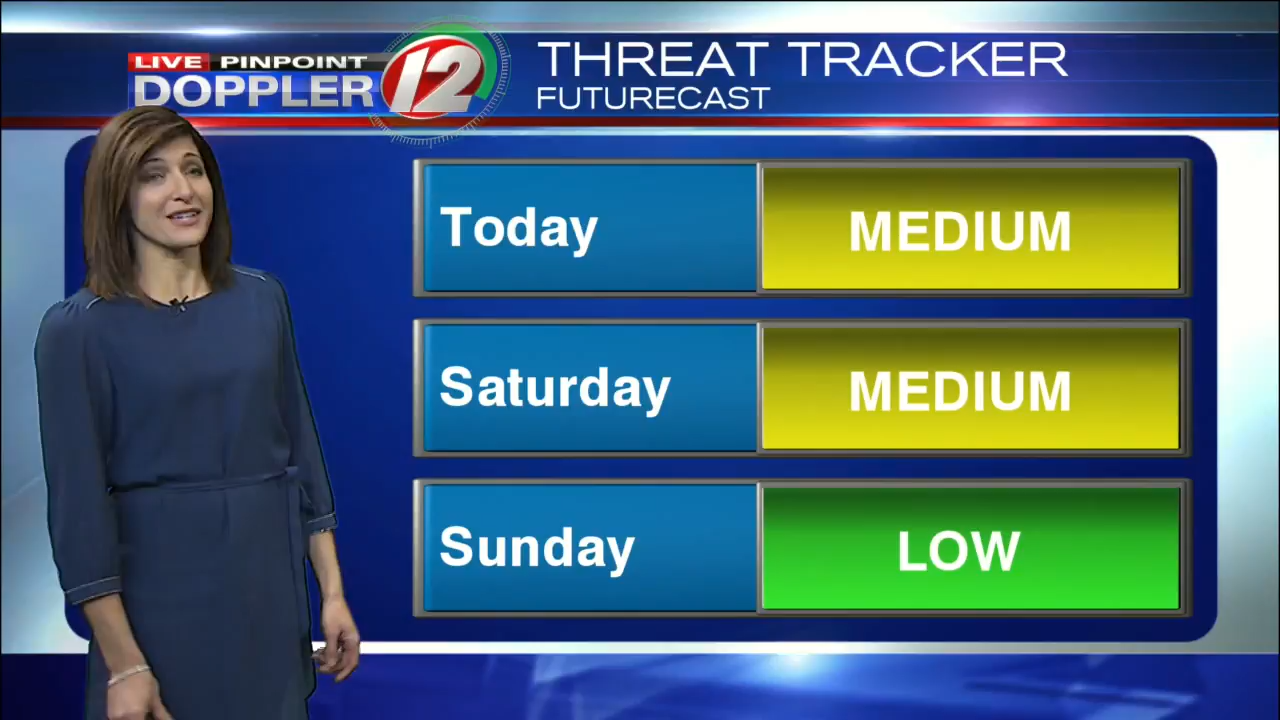 LIVE PINPOINT
DOPPLER 12
THREAT TRACKER
FUTURECAST
Today MEDIUM
Saturday MEDIUM
Sunday LOW